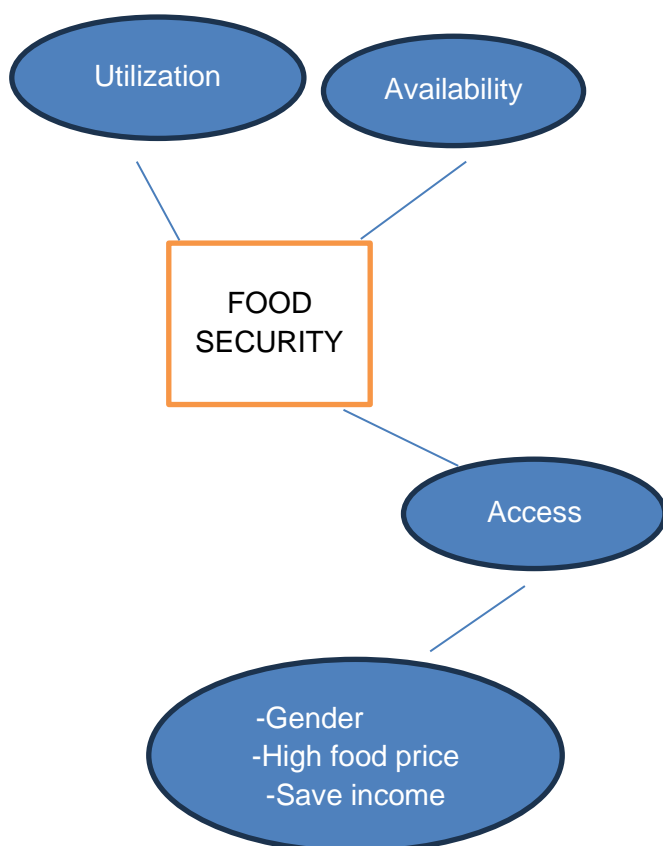 Utilization
Availability
FOOD
SECURITY
Access
-Gender
-High food price
-Save income